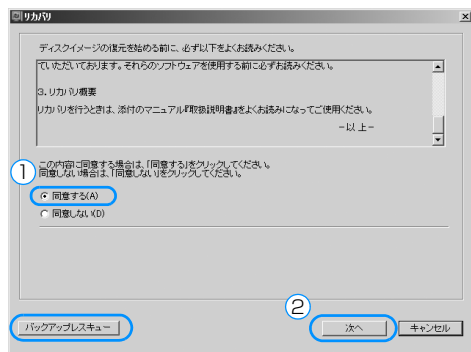 リカバリ
ディスクイメージの復元を始める前に、必ず以下をよくお読みください。
ていただいております。それらのソフトウェアを使用する前に必ずお読みください。
3. リカバリ概要
リカバリを行うときは、添付のマニュアル『取扱説明書』をよくお読みになってご使用ください。
-以 上-
この内容に同意する場合は、「同意する」をクリックしてください。
同意しない場合は、「同意しない」をクリックしてください。
1
同意する(A)
同意しない(D)
2
バックアップレスキュー
次へ
キャンセル